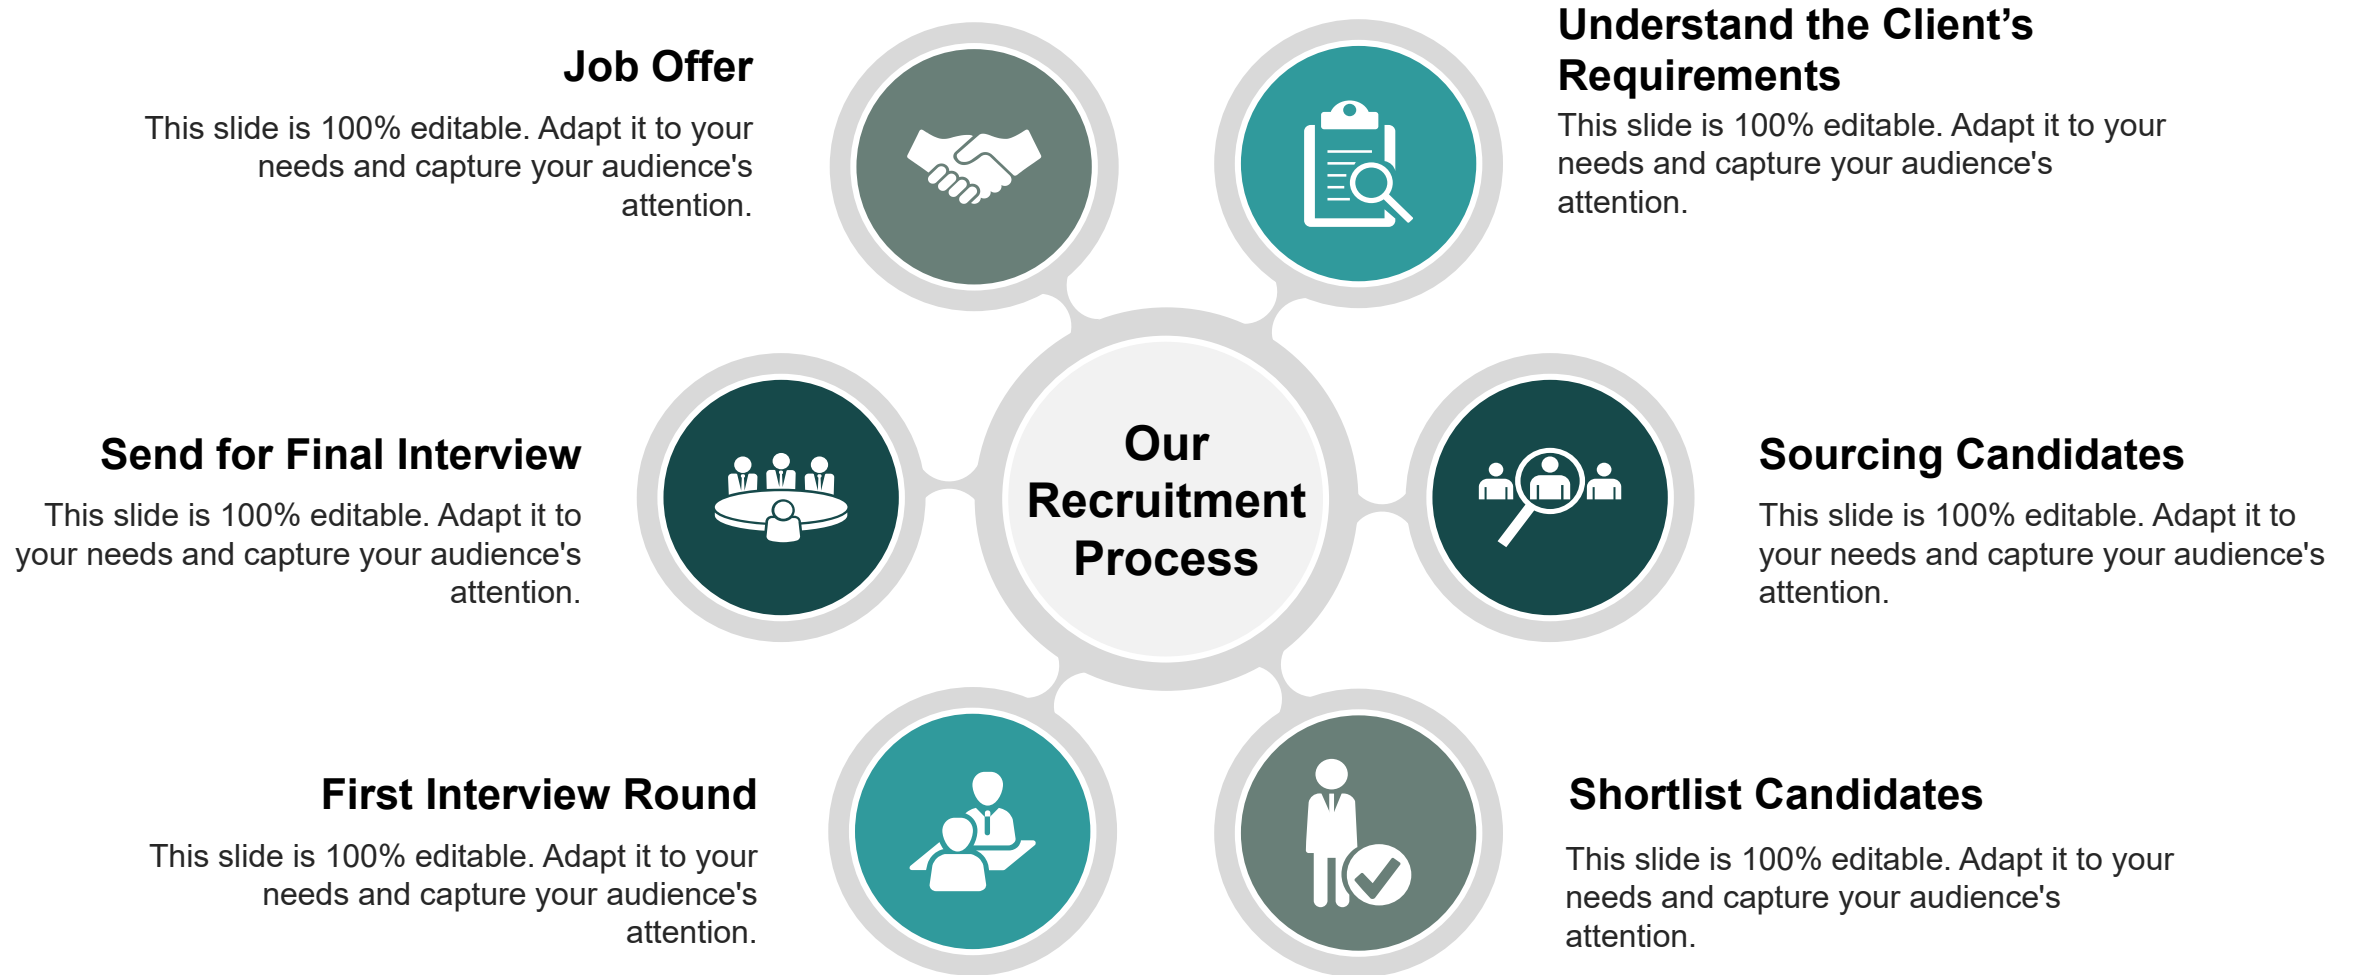 Job Offer
This slide is 100% editable. Adapt it to your
needs and capture your audience's
attention.
Understand the Client’s
Requirements
This slide is 100% editable. Adapt it to your
needs and capture your audience's
attention.
Send for Final Interview
This slide is 100% editable. Adapt it to
your needs and capture your audience's
attention.
Our
Recruitment
Process
Sourcing Candidates
This slide is 100% editable. Adapt it to
your needs and capture your audience's
attention.
First Interview Round
This slide is 100% editable. Adapt it to your
needs and capture your audience's
attention.
Shortlist Candidates
This slide is 100% editable. Adapt it to your
needs and capture your audience's
attention.